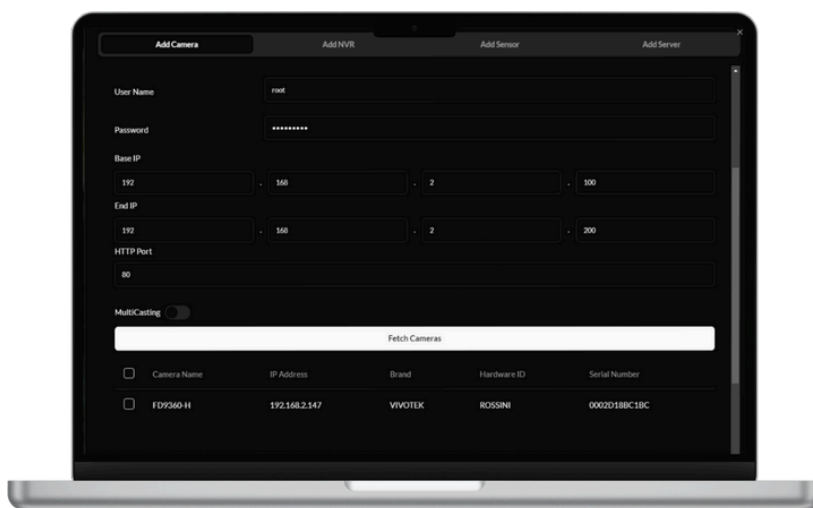 Add Camera Add NVR Add Sensor Add Server ×
User Name root
Password •••••••••
Base IP
192 . 168 . 2 . 100
End IP
192 . 168 . 2 . 200
HTTP Port
80
MultiCasting
Fetch Cameras
Camera Name IP Address Brand Hardware ID Serial Number
FD9360-H 192.168.2.147 VIVOTEK ROSSINI 0002D18BC1BC